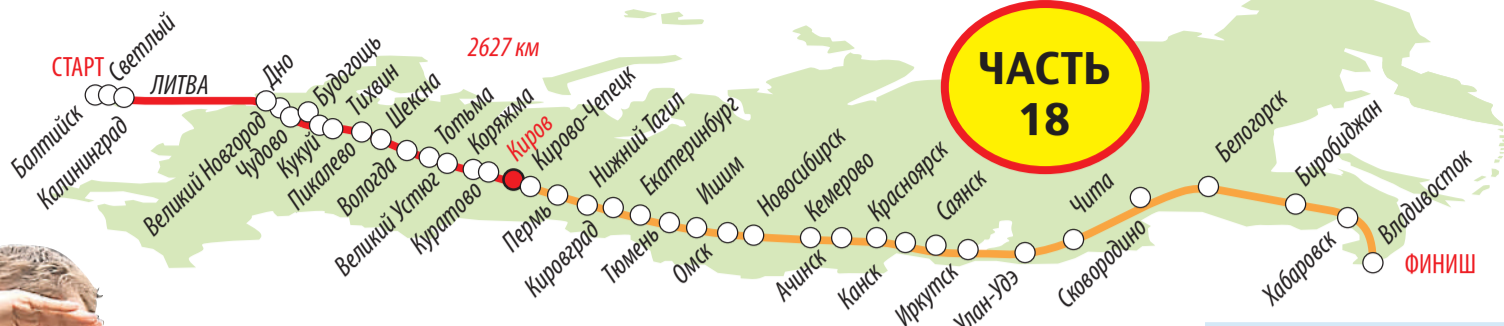 СТАРТ
Балтийск
Светлый
Калининград
ЛИТВА
Дно
Великий Новгород
Чудово
Будогощь
Кукуй
Тихвин
Пикалево
Шексна
Вологда
Тотьма
Великий Устюг
Коряжма
Куратово
2627 км
Киров
Кирово-Чепецк
Пермь
Кировград
Нижний Тагил
Екатеринбург
Тюмень
Ишим
Омск
Новосибирск
Кемерово
Ачинск
Красноярск
Канск
Саянск
Иркутск
Улан-Удэ
Чита
Сковородино
Белогорск
Биробиджан
Хабаровск
Владивосток
ФИНИШ
ЧАСТЬ
18